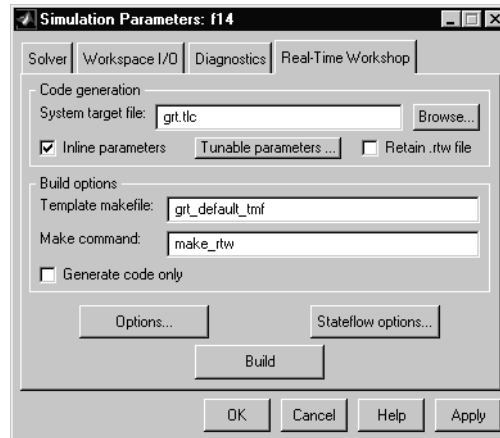 Simulation Parameters: f14
Solver Workspace I/O Diagnostics Real-Time Workshop
Code generation
System target file: grt.tlc Browse...
Inline parameters Tunable parameters ... Retain .rtw file
Build options
Template makefile: grt_default_tmf
Make command: make_rtw
Generate code only
Options... Stateflow options...
Build
OK Cancel Help Apply